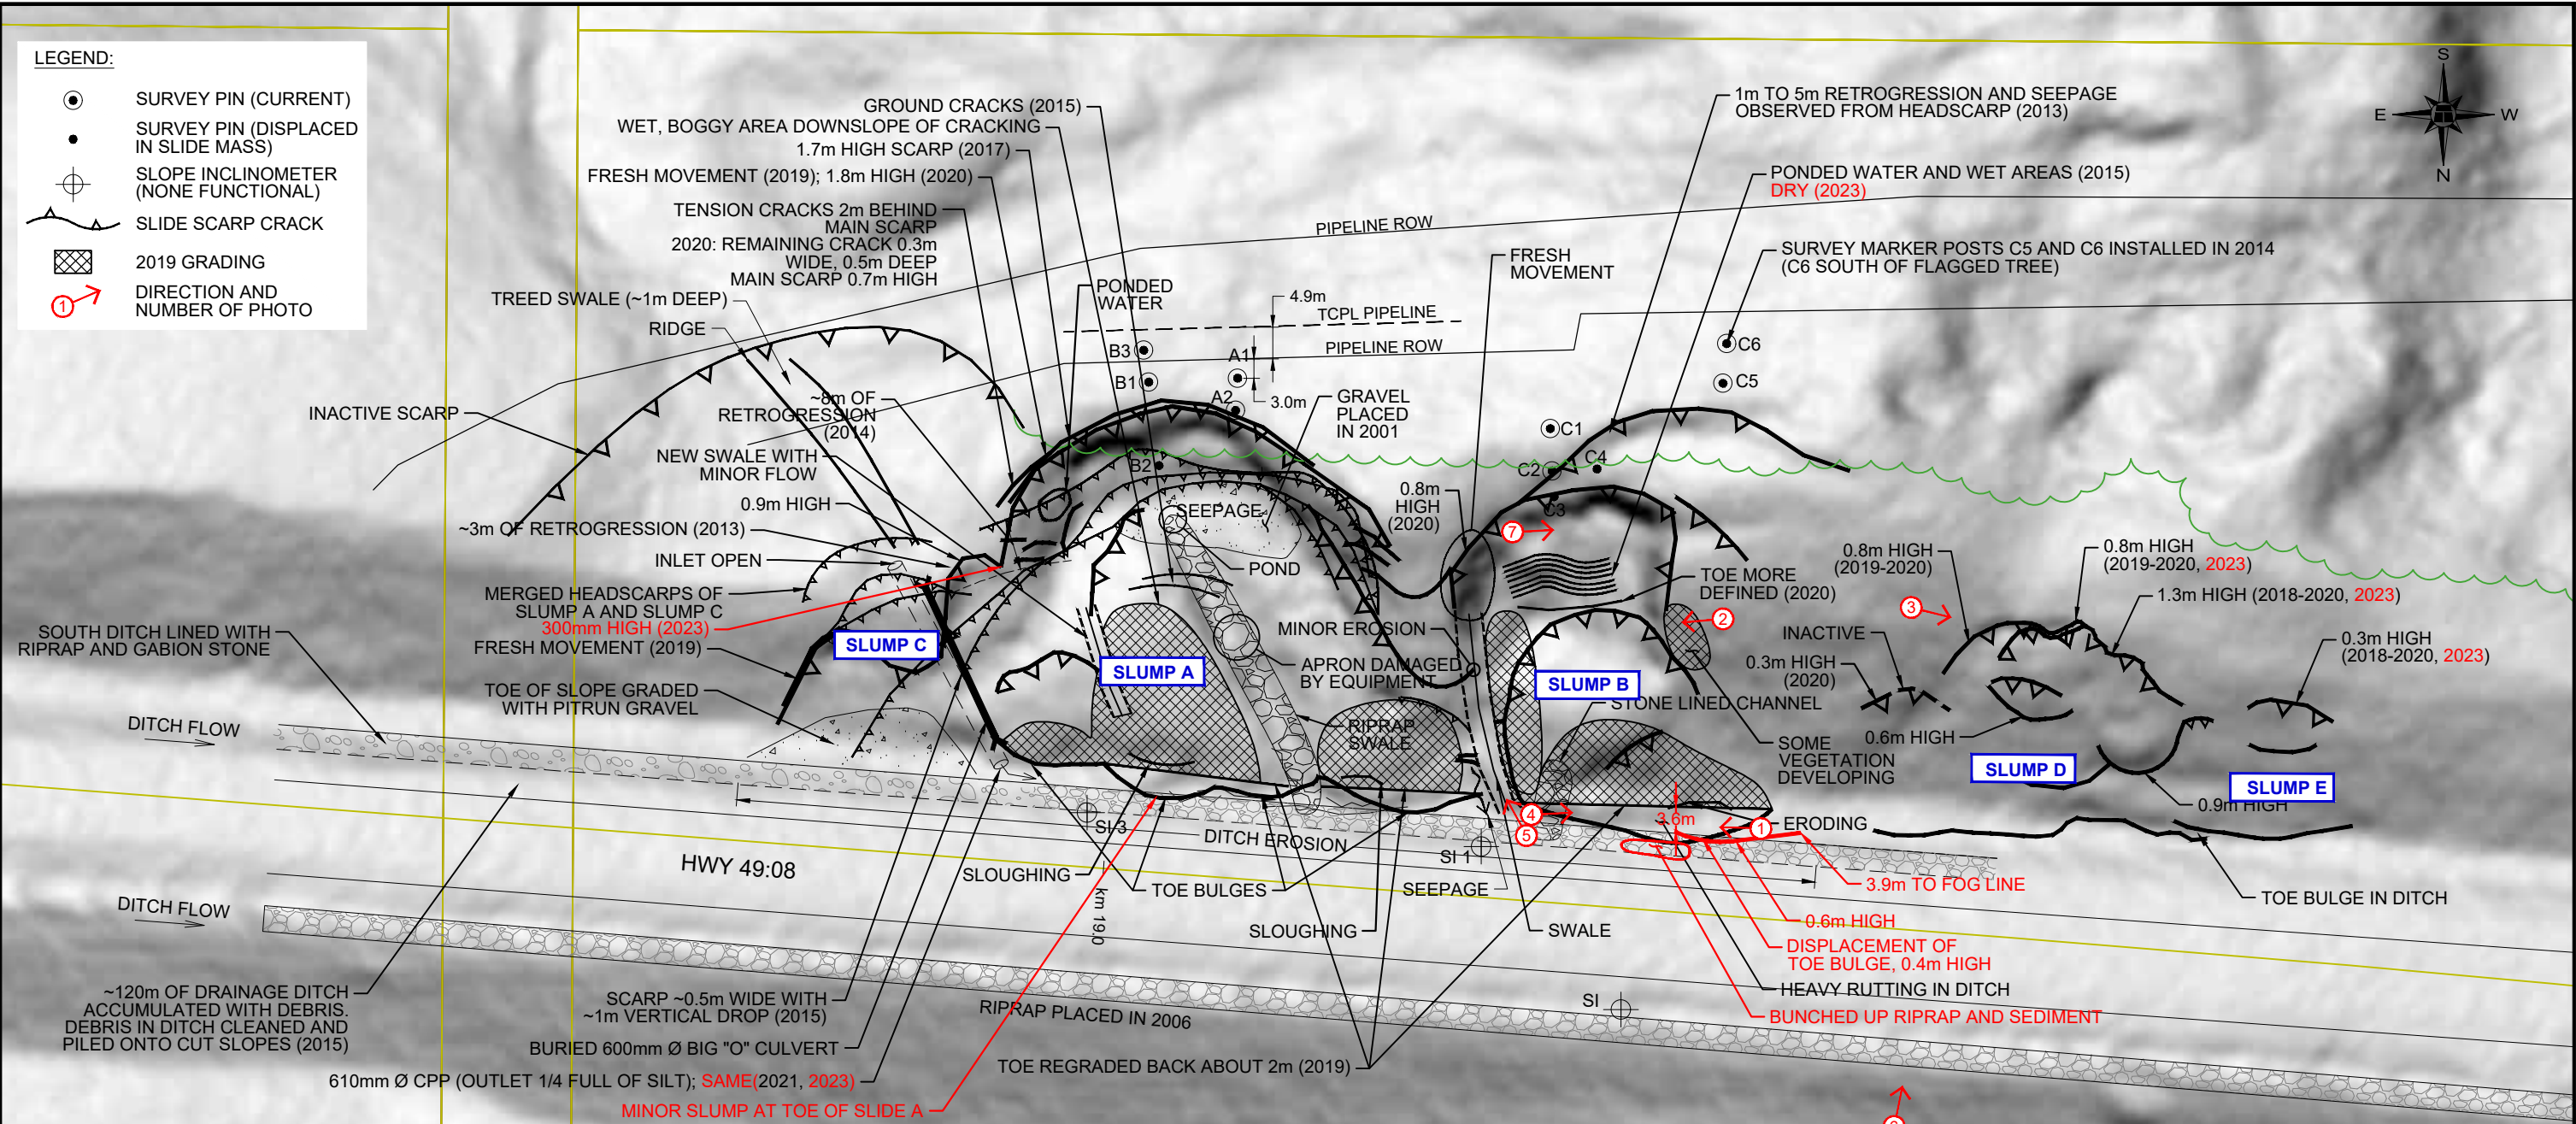 LEGEND:
SURVEY PIN (CURRENT)
SURVEY PIN (DISPLACED
IN SLIDE MASS)
SLOPE INCLINOMETER
(NONE FUNCTIONAL)
SLIDE SCARP CRACK
2019 GRADING
1
DIRECTION AND
NUMBER OF PHOTO
GROUND CRACKS (2015)
WET, BOGGY AREA DOWNSLOPE OF CRACKING
1.7m HIGH SCARP (2017)
FRESH MOVEMENT (2019); 1.8m HIGH (2020)
TENSION CRACKS 2m BEHIND
MAIN SCARP
2020: REMAINING CRACK 0.3m
WIDE, 0.5m DEEP
MAIN SCARP 0.7m HIGH
TREED SWALE (~1m DEEP)
RIDGE
INACTIVE SCARP
~8m OF
RETROGRESSION
(2014)
NEW SWALE WITH
MINOR FLOW
0.9m HIGH
~3m OF RETROGRESSION (2013)
INLET OPEN
MERGED HEADSCARPS OF
SLUMP A AND SLUMP C
300mm HIGH (2023)
FRESH MOVEMENT (2019)
TOE OF SLOPE GRADED
WITH PITRUN GRAVEL
SOUTH DITCH LINED WITH
RIPRAP AND GABION STONE
DITCH FLOW
DITCH FLOW
HWY 49:08
~120m OF DRAINAGE DITCH
ACCUMULATED WITH DEBRIS.
DEBRIS IN DITCH CLEANED AND
PILED ONTO CUT SLOPES (2015)
SCARP ~0.5m WIDE WITH
~1m VERTICAL DROP (2015)
BURIED 600mm Ø BIG "O" CULVERT
610mm Ø CPP (OUTLET 1/4 FULL OF SILT); SAME(2021, 2023)
MINOR SLUMP AT TOE OF SLIDE A
PONDED
WATER
4.9m
TCPL PIPELINE
PIPELINE ROW
PIPELINE ROW
B3
B1
A1
A2
3.0m
B2
GRAVEL
PLACED
IN 2001
SEEPAGE
POND
SLUMP C
SLUMP A
APRON DAMAGED
BY EQUIPMENT
MINOR EROSION
RIPRAP
SWALE
SI 3
DITCH EROSION
SLOUGHING
km 19.0
TOE BULGES
SLOUGHING
SEEPAGE
SI 1
SWALE
RIPRAP PLACED IN 2006
TOE REGRADED BACK ABOUT 2m (2019)
SI
FRESH
MOVEMENT
0.8m
HIGH
(2020)
1m TO 5m RETROGRESSION AND SEEPAGE
OBSERVED FROM HEADSCARP (2013)
PONDED WATER AND WET AREAS (2015)
DRY (2023)
SURVEY MARKER POSTS C5 AND C6 INSTALLED IN 2014
(C6 SOUTH OF FLAGGED TREE)
C6
C5
C1
C2
C4
C3
7
TOE MORE
DEFINED (2020)
2
SLUMP B
STONE LINED CHANNEL
SOME
VEGETATION
DEVELOPING
4
5
3.6m
1
ERODING
3.9m TO FOG LINE
0.6m HIGH
DISPLACEMENT OF
TOE BULGE, 0.4m HIGH
HEAVY RUTTING IN DITCH
BUNCHED UP RIPRAP AND SEDIMENT
0.8m HIGH
(2019-2020)
3
INACTIVE
0.3m HIGH
(2020)
0.6m HIGH
0.8m HIGH
(2019-2020, 2023)
1.3m HIGH (2018-2020, 2023)
0.3m HIGH
(2018-2020, 2023)
SLUMP D
SLUMP E
0.9m HIGH
TOE BULGE IN DITCH
S
E
W
N